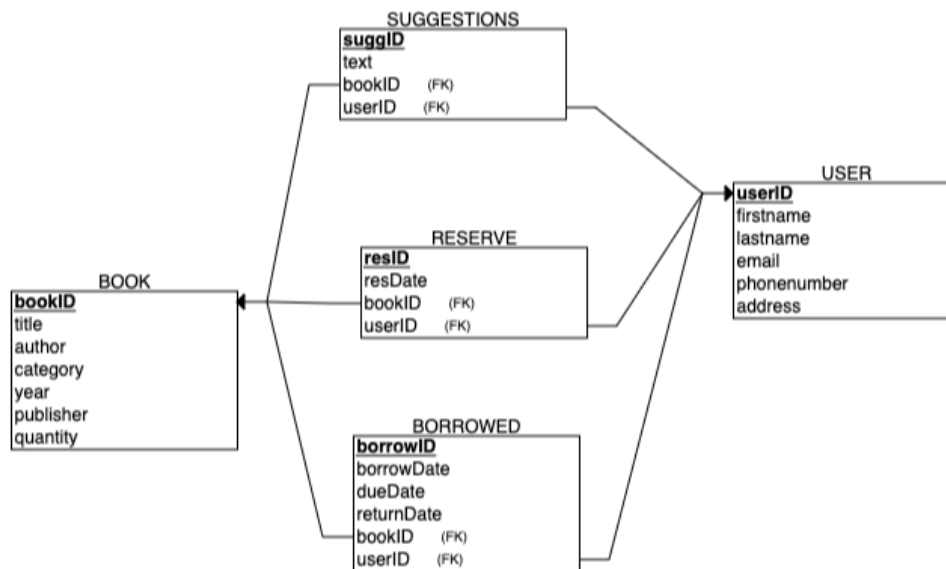 SUGGESTIONS
suggID
text
bookID (FK)
userID (FK)
USER
userID
firstname
lastname
email
phonenumber
address
RESERVE
resID
resDate
bookID (FK)
userID (FK)
BOOK
bookID
title
author
category
year
publisher
quantity
BORROWED
borrowID
borrowDate
dueDate
returnDate
bookID (FK)
userID (FK)